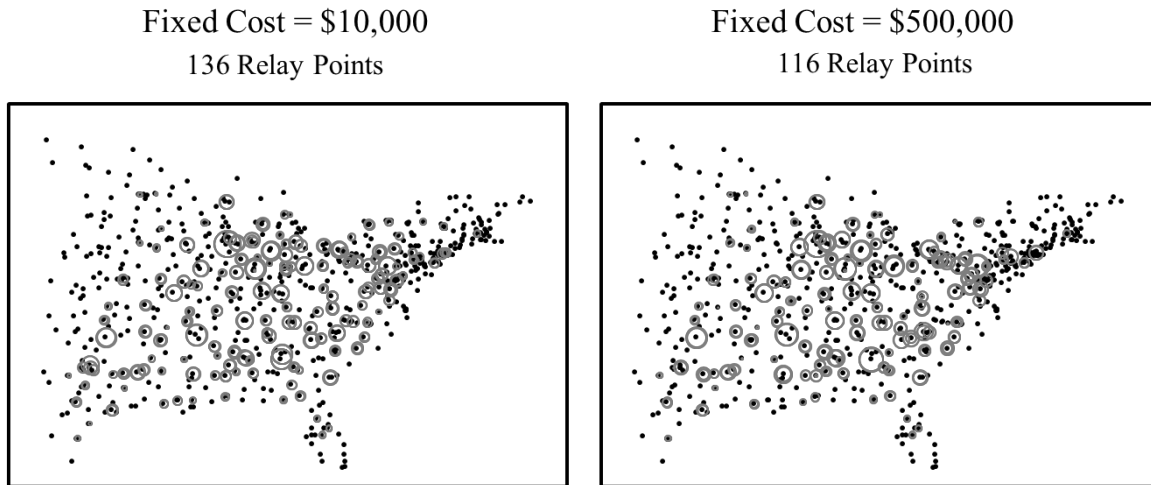 Fixed Cost = $10,000
136 Relay Points
Fixed Cost = $500,000
116 Relay Points